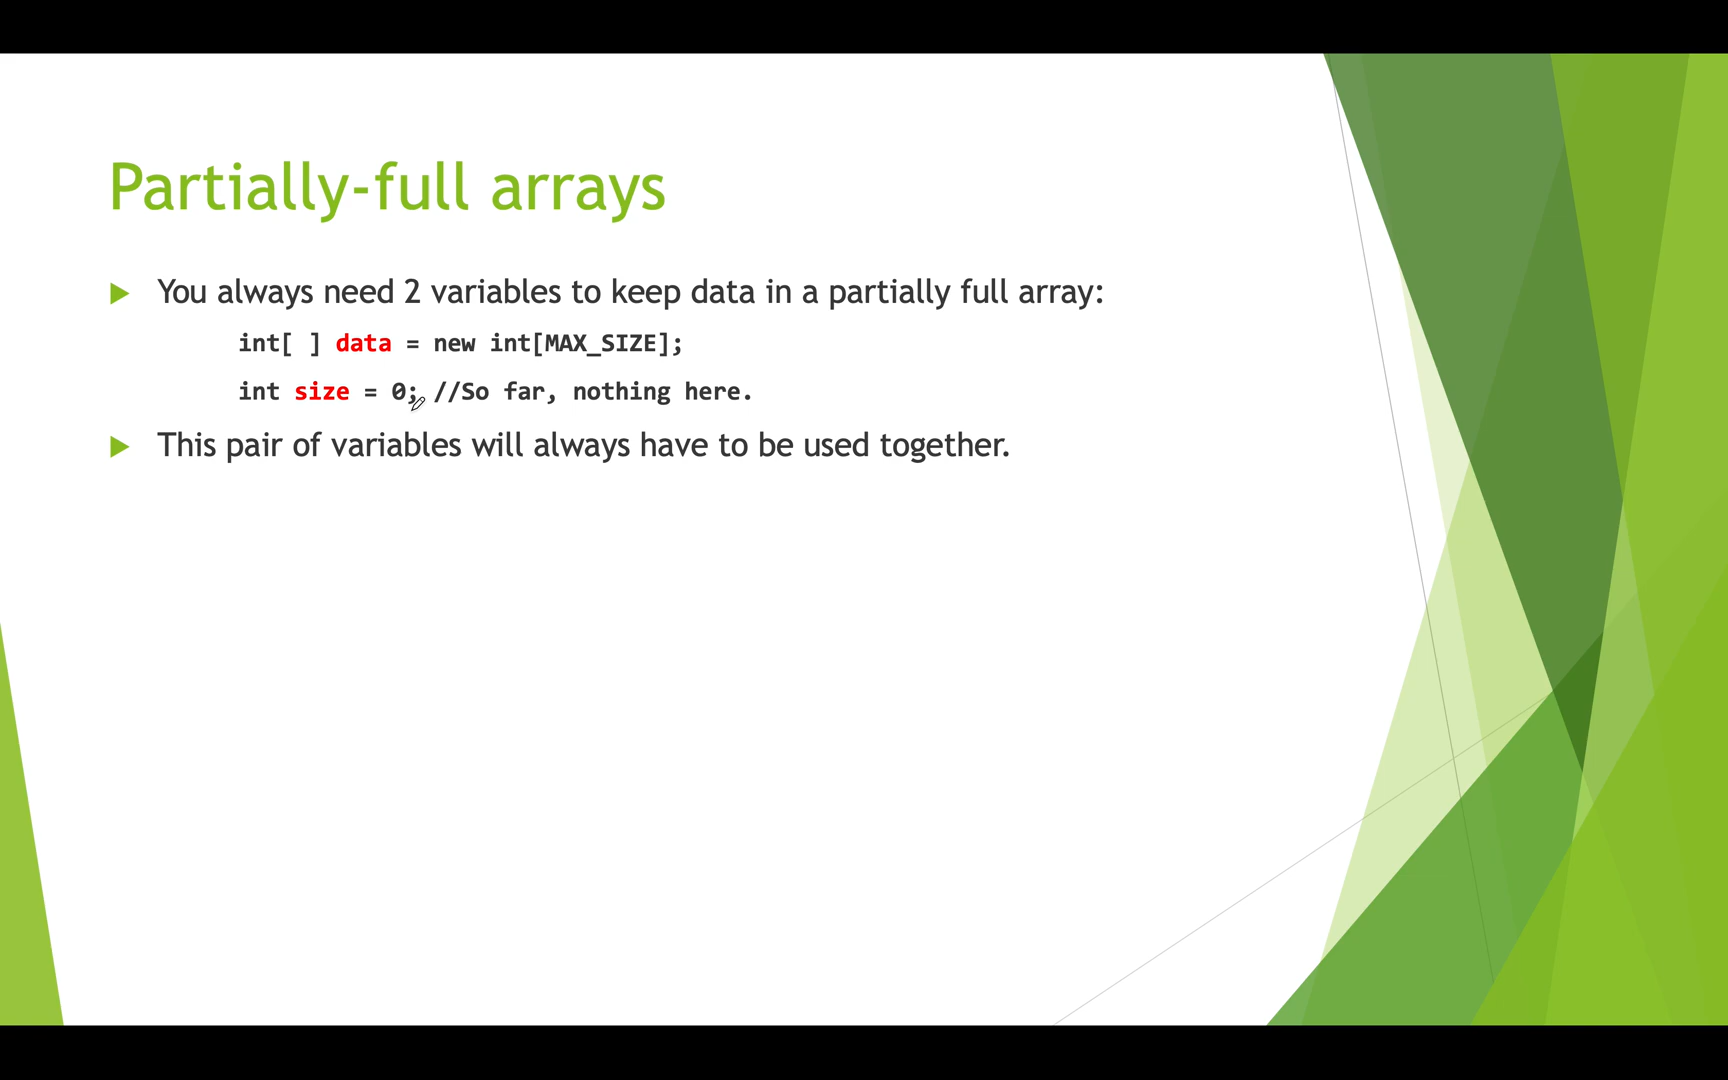 Partially-full arrays
You always need 2 variables to keep data in a partially full array:
int[ ] data = new int[MAX_SIZE];
int size = 0; //So far, nothing here.
This pair of variables will always have to be used together.